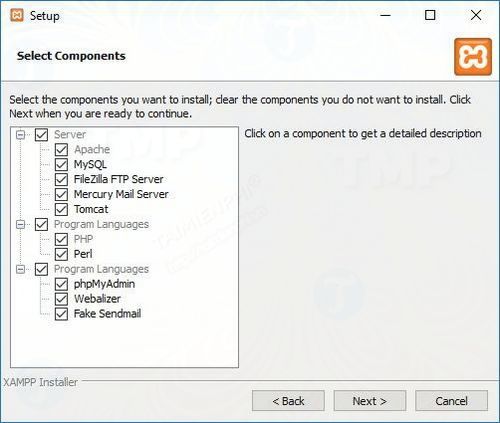 Setup
Select Components
Select the components you want to install; clear the components you do not want to install. Click
Next when you are ready to continue.
Server
Apache
MySQL
FileZilla FTP Server
Mercury Mail Server
Tomcat
Program Languages
PHP
Perl
Program Languages
phpMyAdmin
Webalizer
Fake Sendmail
Click on a component to get a detailed description
TMP
TAIMIENPHI
XAMPP Installer
< Back
Next >
Cancel